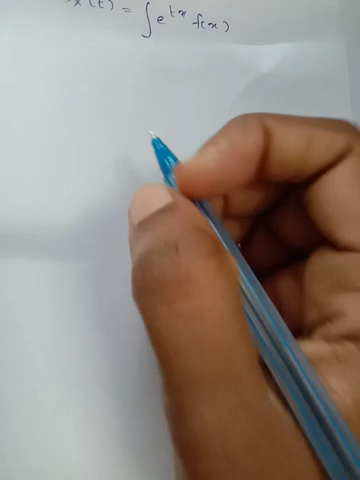 x(t) = ∫e^{tx} f(x)